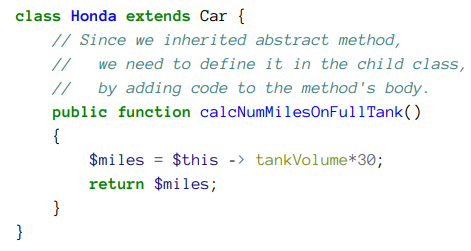 class Honda extends Car {
    // Since we inherited abstract method,
    //   we need to define it in the child class,
    //   by adding code to the method's body.
    public function calcNumMilesOnFullTank()
    {
        $miles = $this -> tankVolume*30;
        return $miles;
    }
}